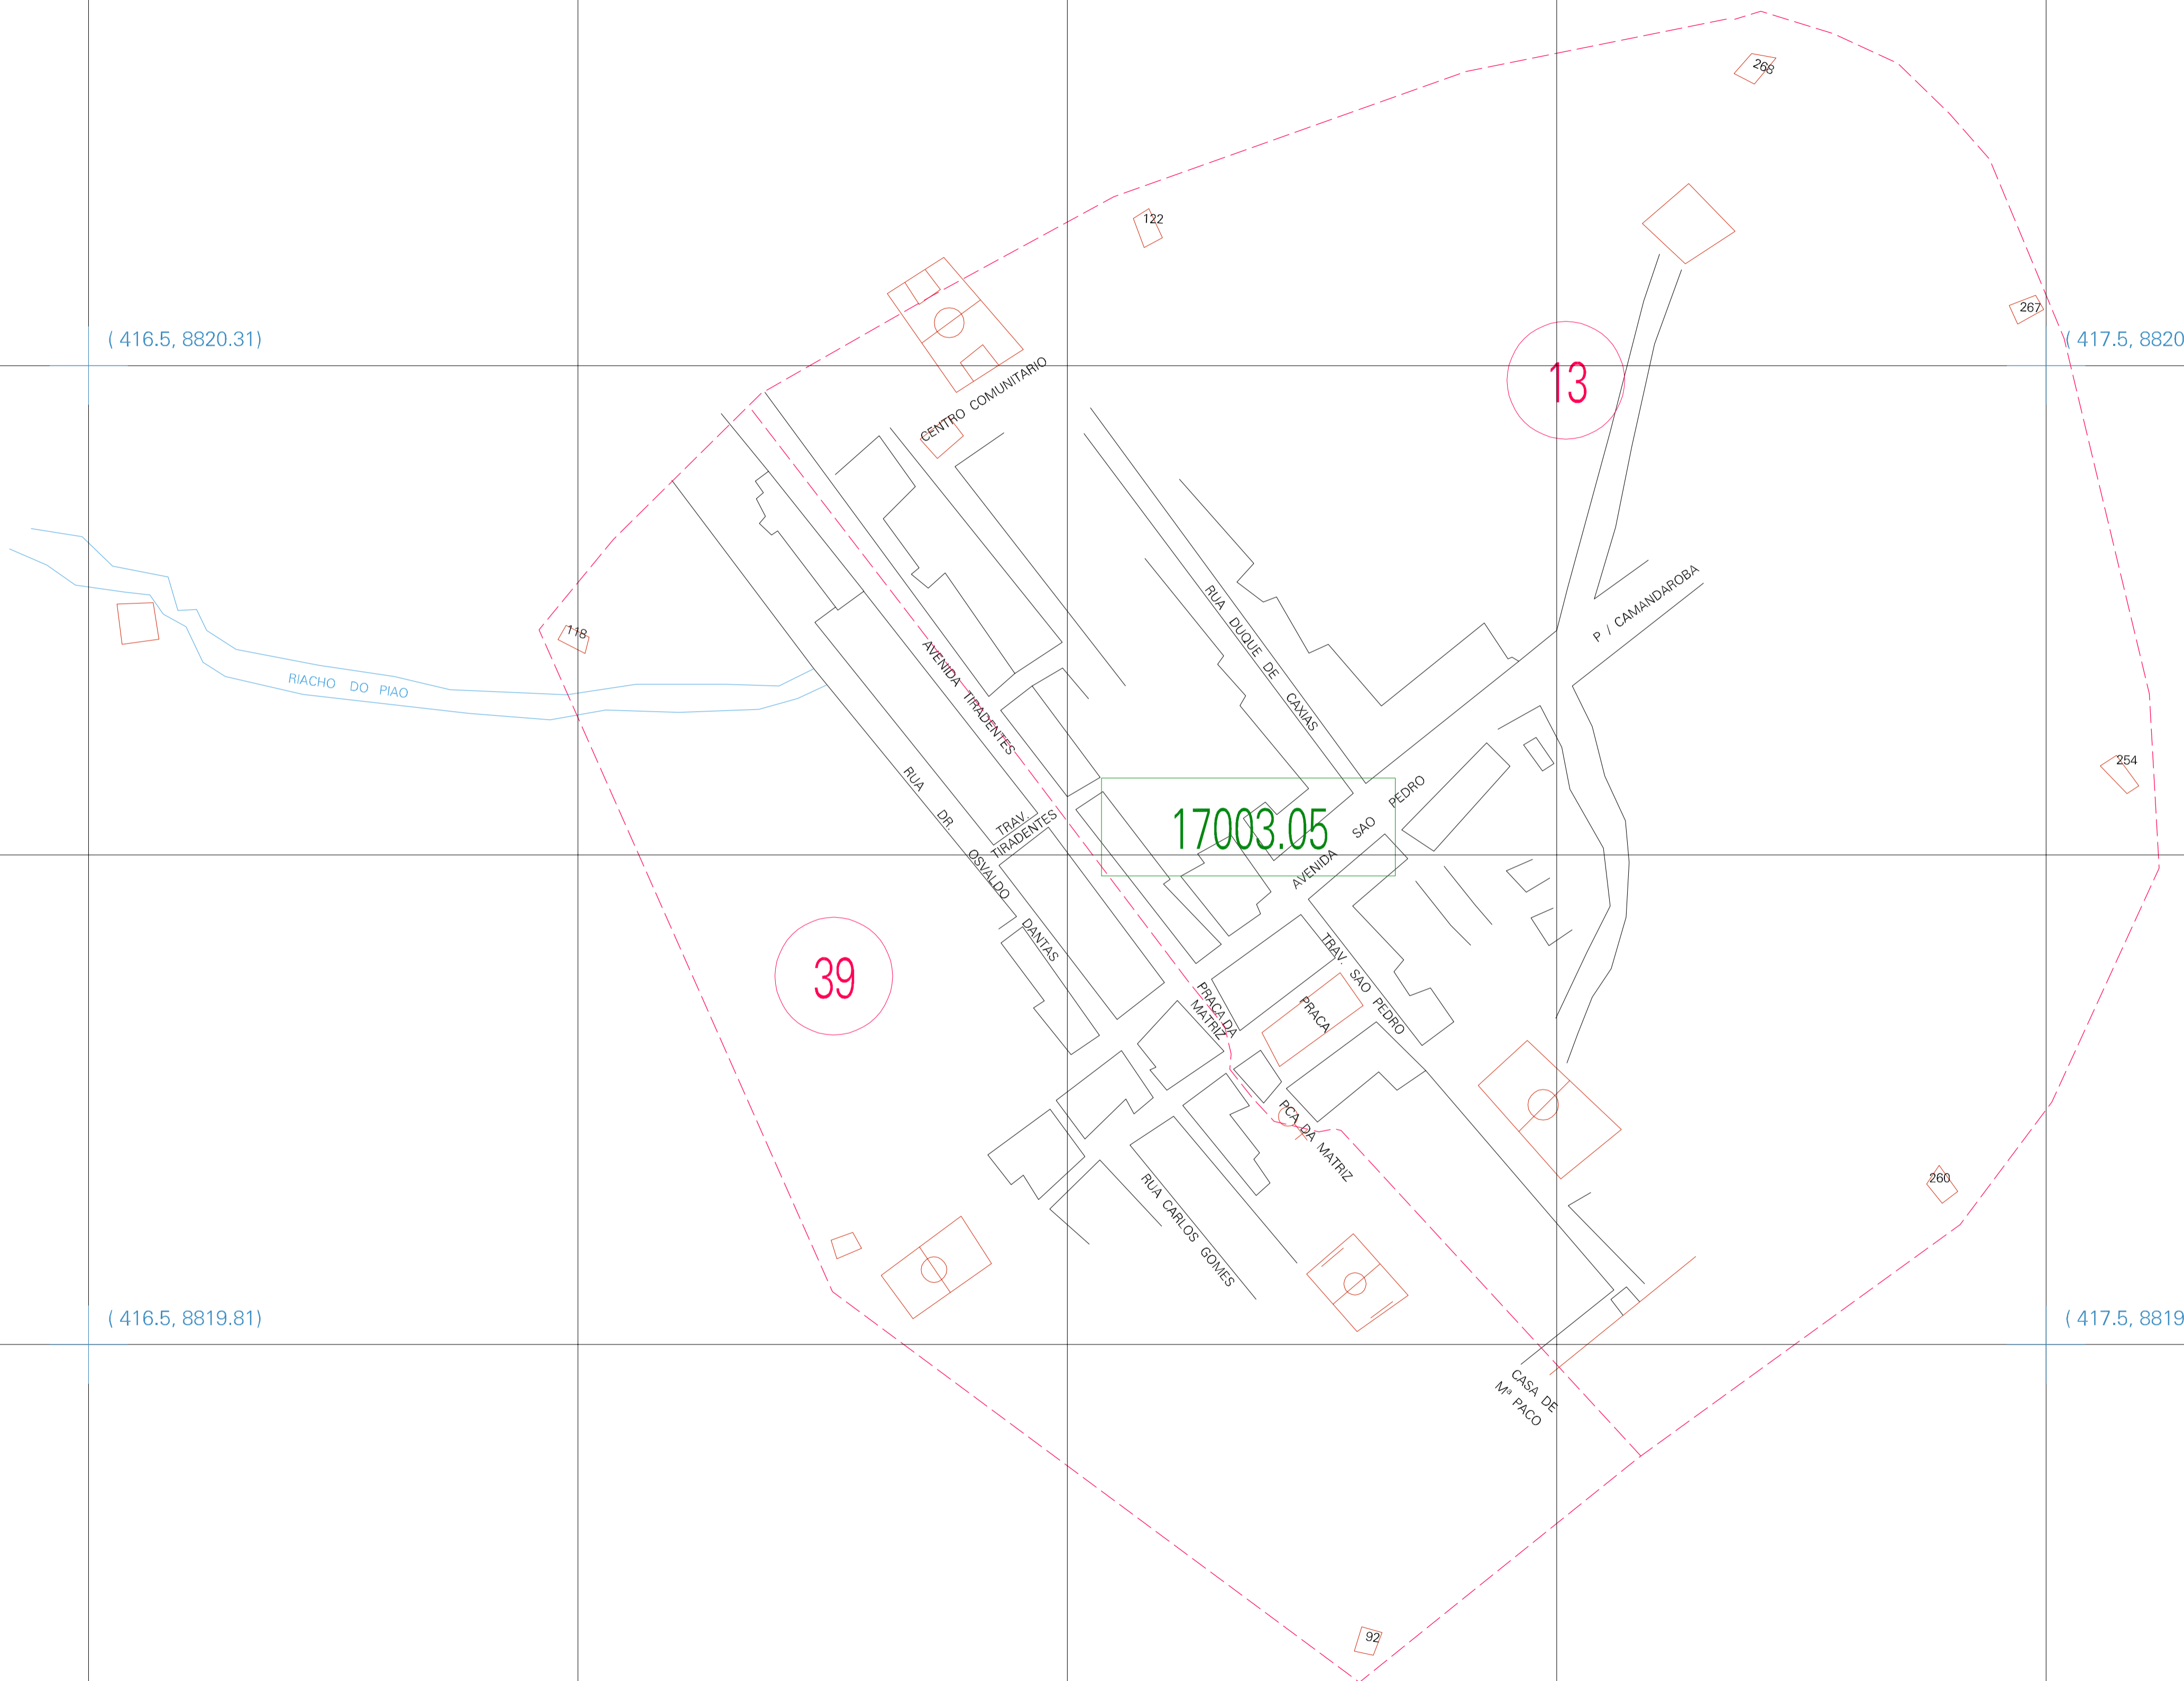 268
122
267
( 416.5, 8820.31)
( 417.5, 8820
13
CENTRO COMUNITARIO
P / CAMANDAROBA
118
RIACHO DO PIAO
RUA DUQUE DE CAXIAS
AVENIDA TIRADENTES
254
RUA DR. OSVALDO DANTAS
TRAV.
TIRADENTES
17003.05
AVENIDA SAO PEDRO
39
TRAV. SAO PEDRO
PRACA DA
MATRIZ
PRACA
PCA DA MATRIZ
260
RUA CARLOS GOMES
( 416.5, 8819.81)
( 417.5, 8819
CASA DE
Mª PACO
92